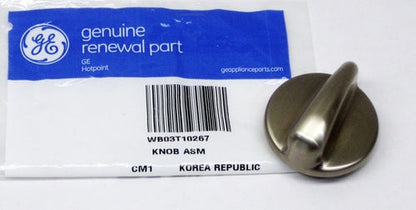 GE
genuine
renewal part
GE
Hotpoint
geapplianceparts.com
WB03T10267
KNOB ASM
CM1 KOREA REPUBLIC